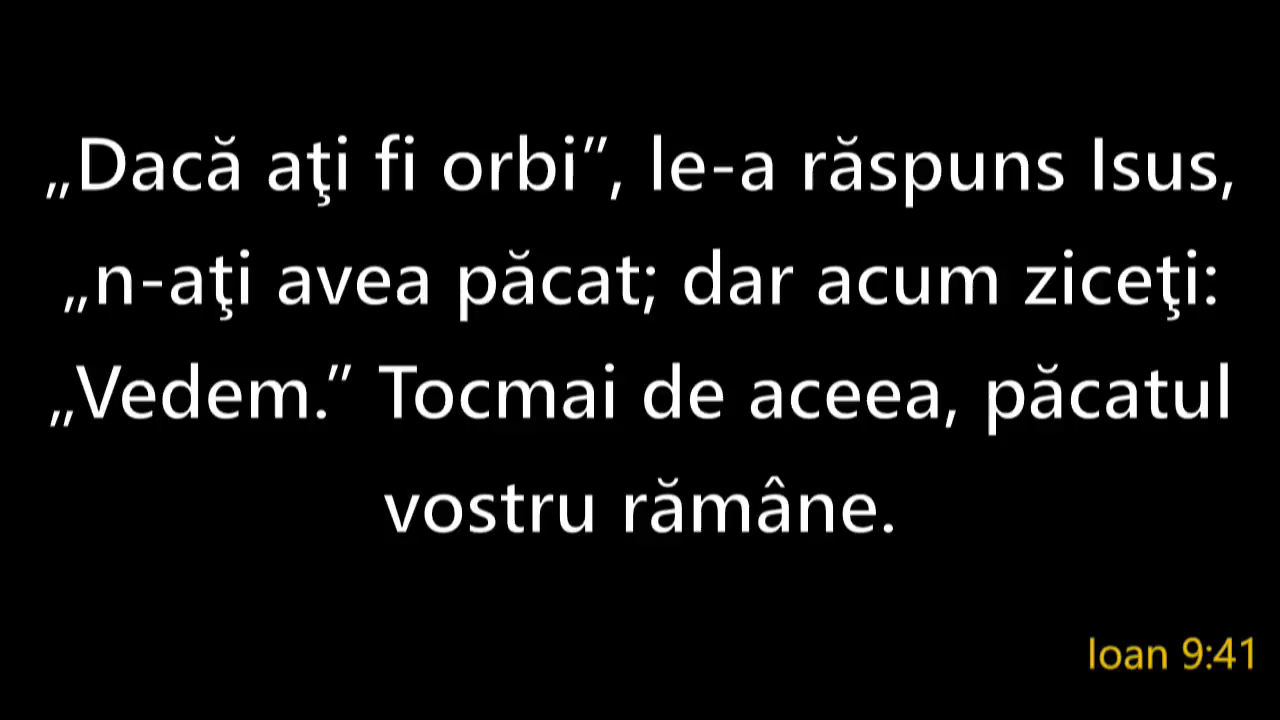 „Dacă aţi fi orbi”, le-a răspuns Isus,
„n-aţi avea păcat; dar acum ziceţi:
„Vedem.” Tocmai de aceea, păcatul
vostru rămâne.
Ioan 9:41